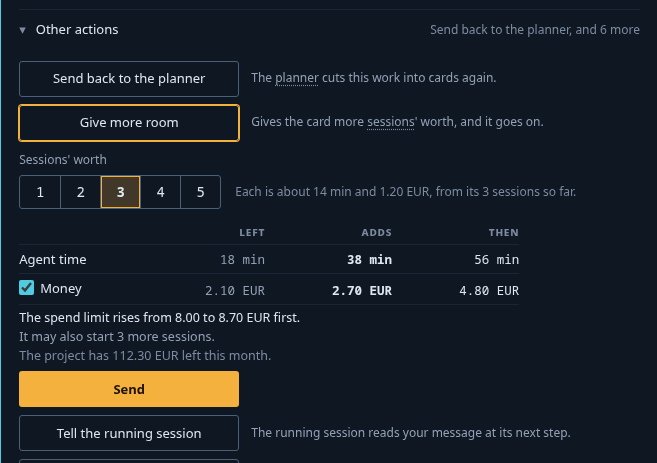 ▾ Other actions Send back to the planner, and 6 more
Send back to the planner The planner cuts this work into cards again.
Give more room Gives the card more sessions' worth, and it goes on.
Sessions' worth
1 2 3 4 5 Each is about 14 min and 1.20 EUR, from its 3 sessions so far.
LEFT ADDS THEN
Agent time 18 min 38 min 56 min
Money 2.10 EUR 2.70 EUR 4.80 EUR
The spend limit rises from 8.00 to 8.70 EUR first.
It may also start 3 more sessions.
The project has 112.30 EUR left this month.
Send
Tell the running session The running session reads your message at its next step.